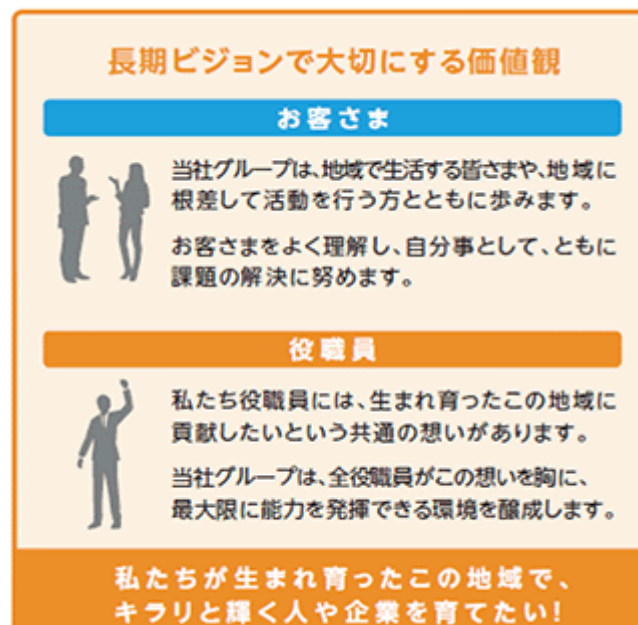 長期ビジョンで大切にする価値観
お客さま
当社グループは、地域で生活する皆さまや、地域に
根差して活動を行う方とともに歩みます。
お客さまをよく理解し、自分事として、ともに
課題の解決に努めます。
役職員
私たち役職員には、生まれ育ったこの地域に
貢献したいという共通の想いがあります。
当社グループは、全役職員がこの想いを胸に、
最大限に能力を発揮できる環境を醸成します。
私たちが生まれ育ったこの地域で、
キラリと輝く人や企業を育てたい!